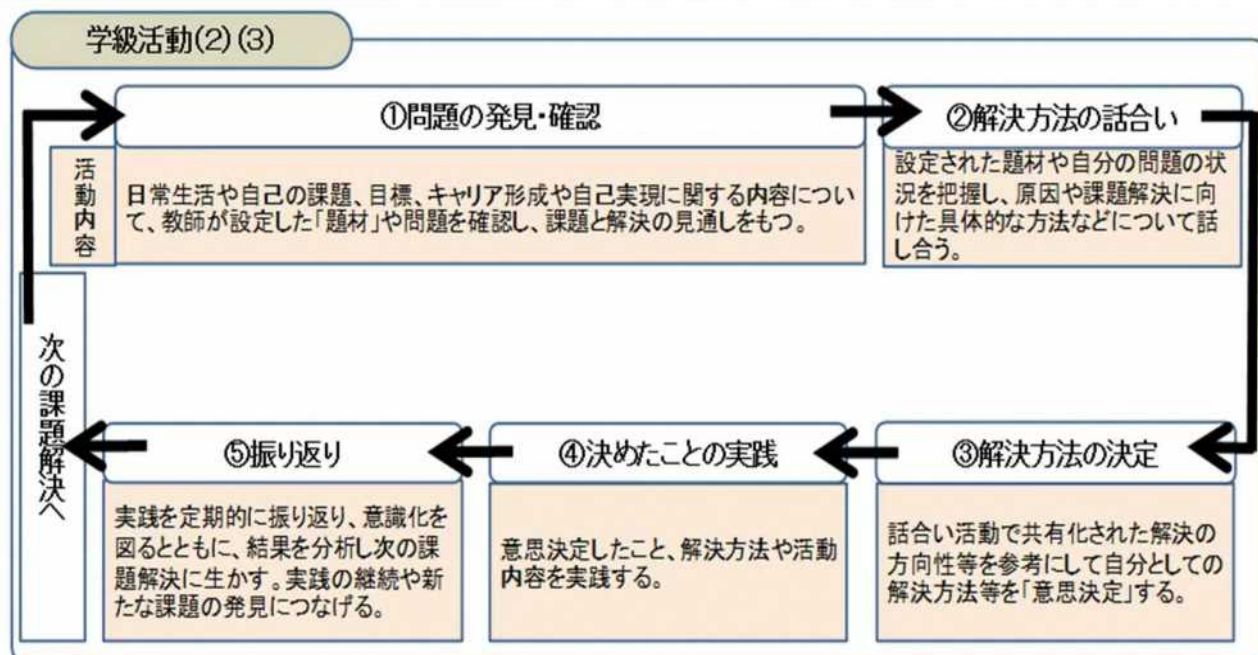 学級活動(2)(3)
①問題の発見・確認
活動内容
日常生活や自己の課題、目標、キャリア形成や自己実現に関する内容につい
て、教師が設定した「題材」や問題を確認し、課題と解決の見通しをもつ。
②解決方法の話合い
設定された題材や自分の問題の状
況を把握し、原因や課題解決に向
けた具体的な方法などについて話
し合う。
③解決方法の決定
話合い活動で共有化された解決の
方向性等を参考にして自分としての
解決方法等を「意思決定」する。
④決めたことの実践
意思決定したこと、解決方法や活動
内容を実践する。
⑤振り返り
実践を定期的に振り返り、意識化を
図るとともに、結果を分析し次の課
題解決に生かす。実践の継続や新
たな課題の発見につなげる。
次の課題解決へ